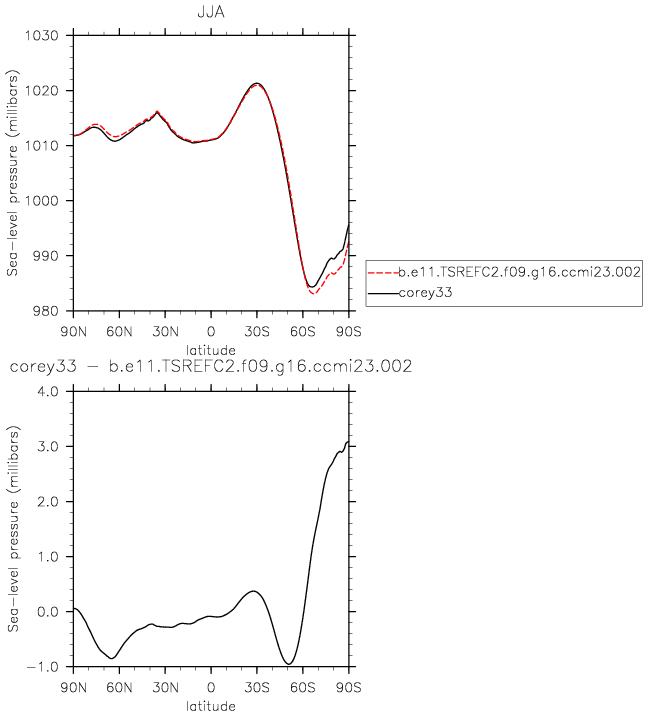 JJA
1030
1020
1010
1000
990
980
Sea-level pressure (millibars)
90N 60N 30N 0 30S 60S 90S
latitude
b.e11.TSREFC2.f09.g16.ccmi23.002
corey33
corey33 - b.e11.TSREFC2.f09.g16.ccmi23.002
4.0
3.0
2.0
1.0
0.0
-1.0
Sea-level pressure (millibars)
90N 60N 30N 0 30S 60S 90S
latitude